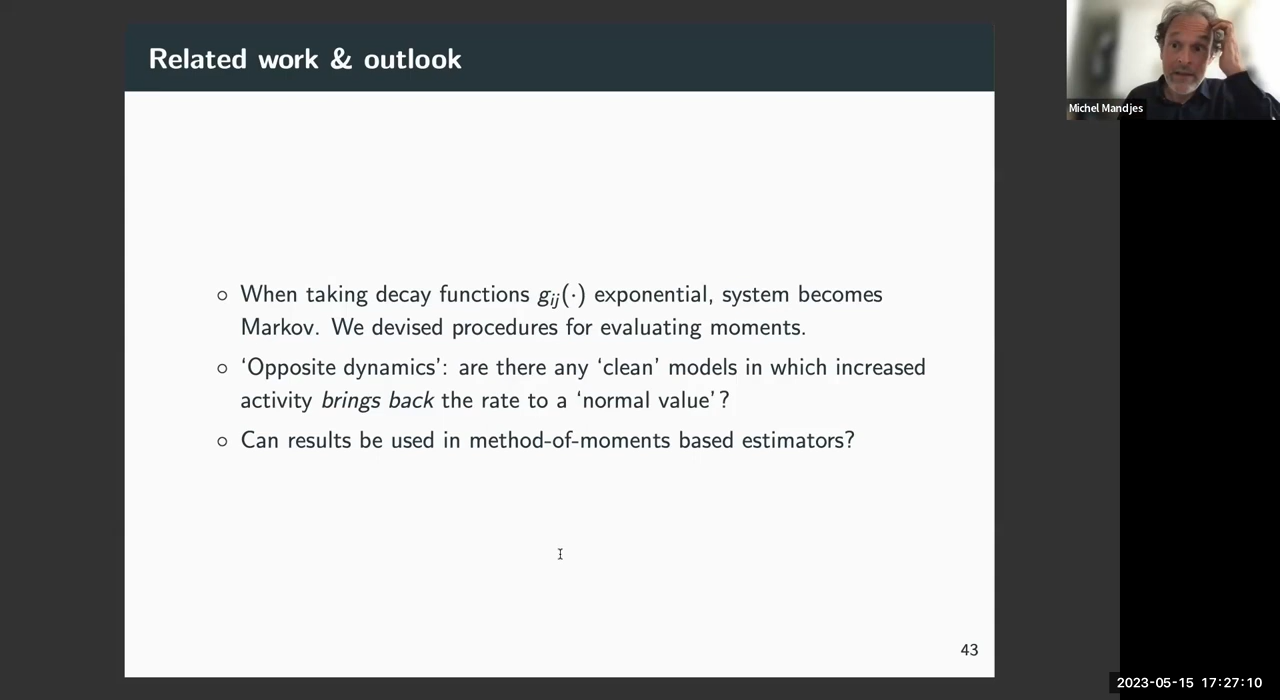 Related work & outlook
Michel Mandjes
○ When taking decay functions gᵢⱼ(·) exponential, system becomes
Markov. We devised procedures for evaluating moments.
○ ‘Opposite dynamics’: are there any ‘clean’ models in which increased
activity brings back the rate to a ‘normal value’?
○ Can results be used in method-of-moments based estimators?
43
2023-05-15 17:27:10